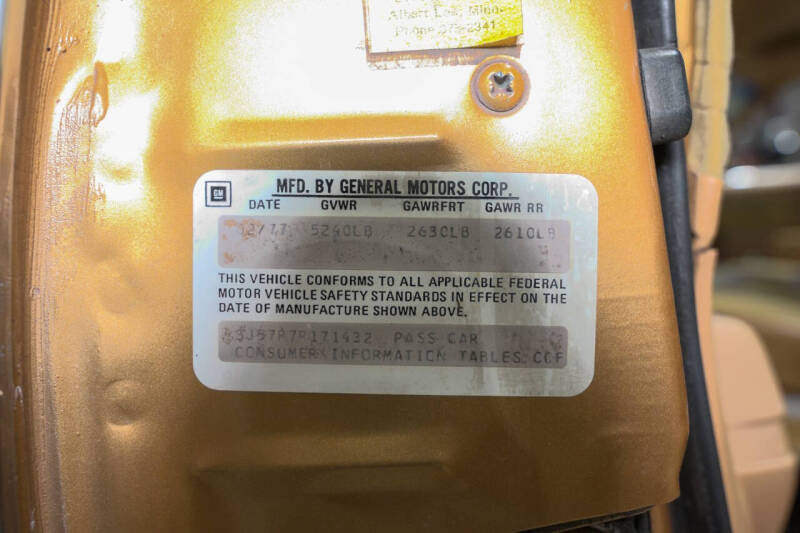 Albert Lea, Minn
GM
MFD. BY GENERAL MOTORS CORP.
DATE GVWR GAWRFRT GAWR RR
5240LB 2630LB 2610LB
THIS VEHICLE CONFORMS TO ALL APPLICABLE FEDERAL
MOTOR VEHICLE SAFETY STANDARDS IN EFFECT ON THE
DATE OF MANUFACTURE SHOWN ABOVE.
PASS CAR
CONSUMER INFORMATION TABLES CCF